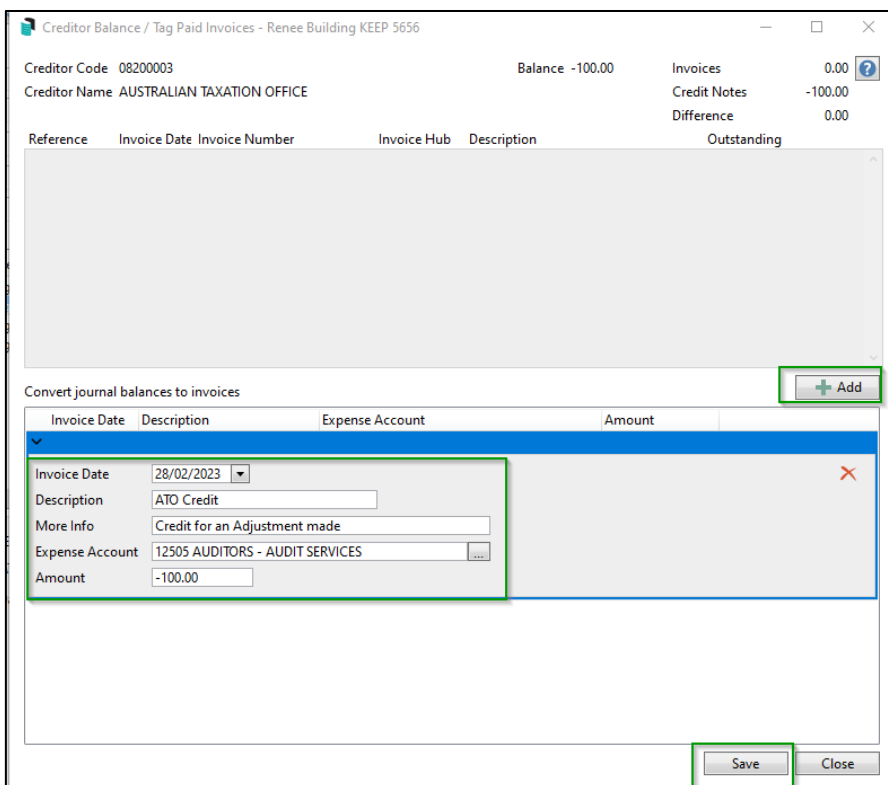 Creditor Balance / Tag Paid Invoices - Renee Building KEEP 5656
Creditor Code 08200003 Balance -100.00 Invoices 0.00 ?
Creditor Name AUSTRALIAN TAXATION OFFICE Credit Notes -100.00
Difference 0.00
Reference Invoice Date Invoice Number Invoice Hub Description Outstanding
Convert journal balances to invoices + Add
Invoice Date Description Expense Account Amount
Invoice Date 28/02/2023
Description ATO Credit
More Info Credit for an Adjustment made
Expense Account 12505 AUDITORS - AUDIT SERVICES ...
Amount -100.00
Save Close